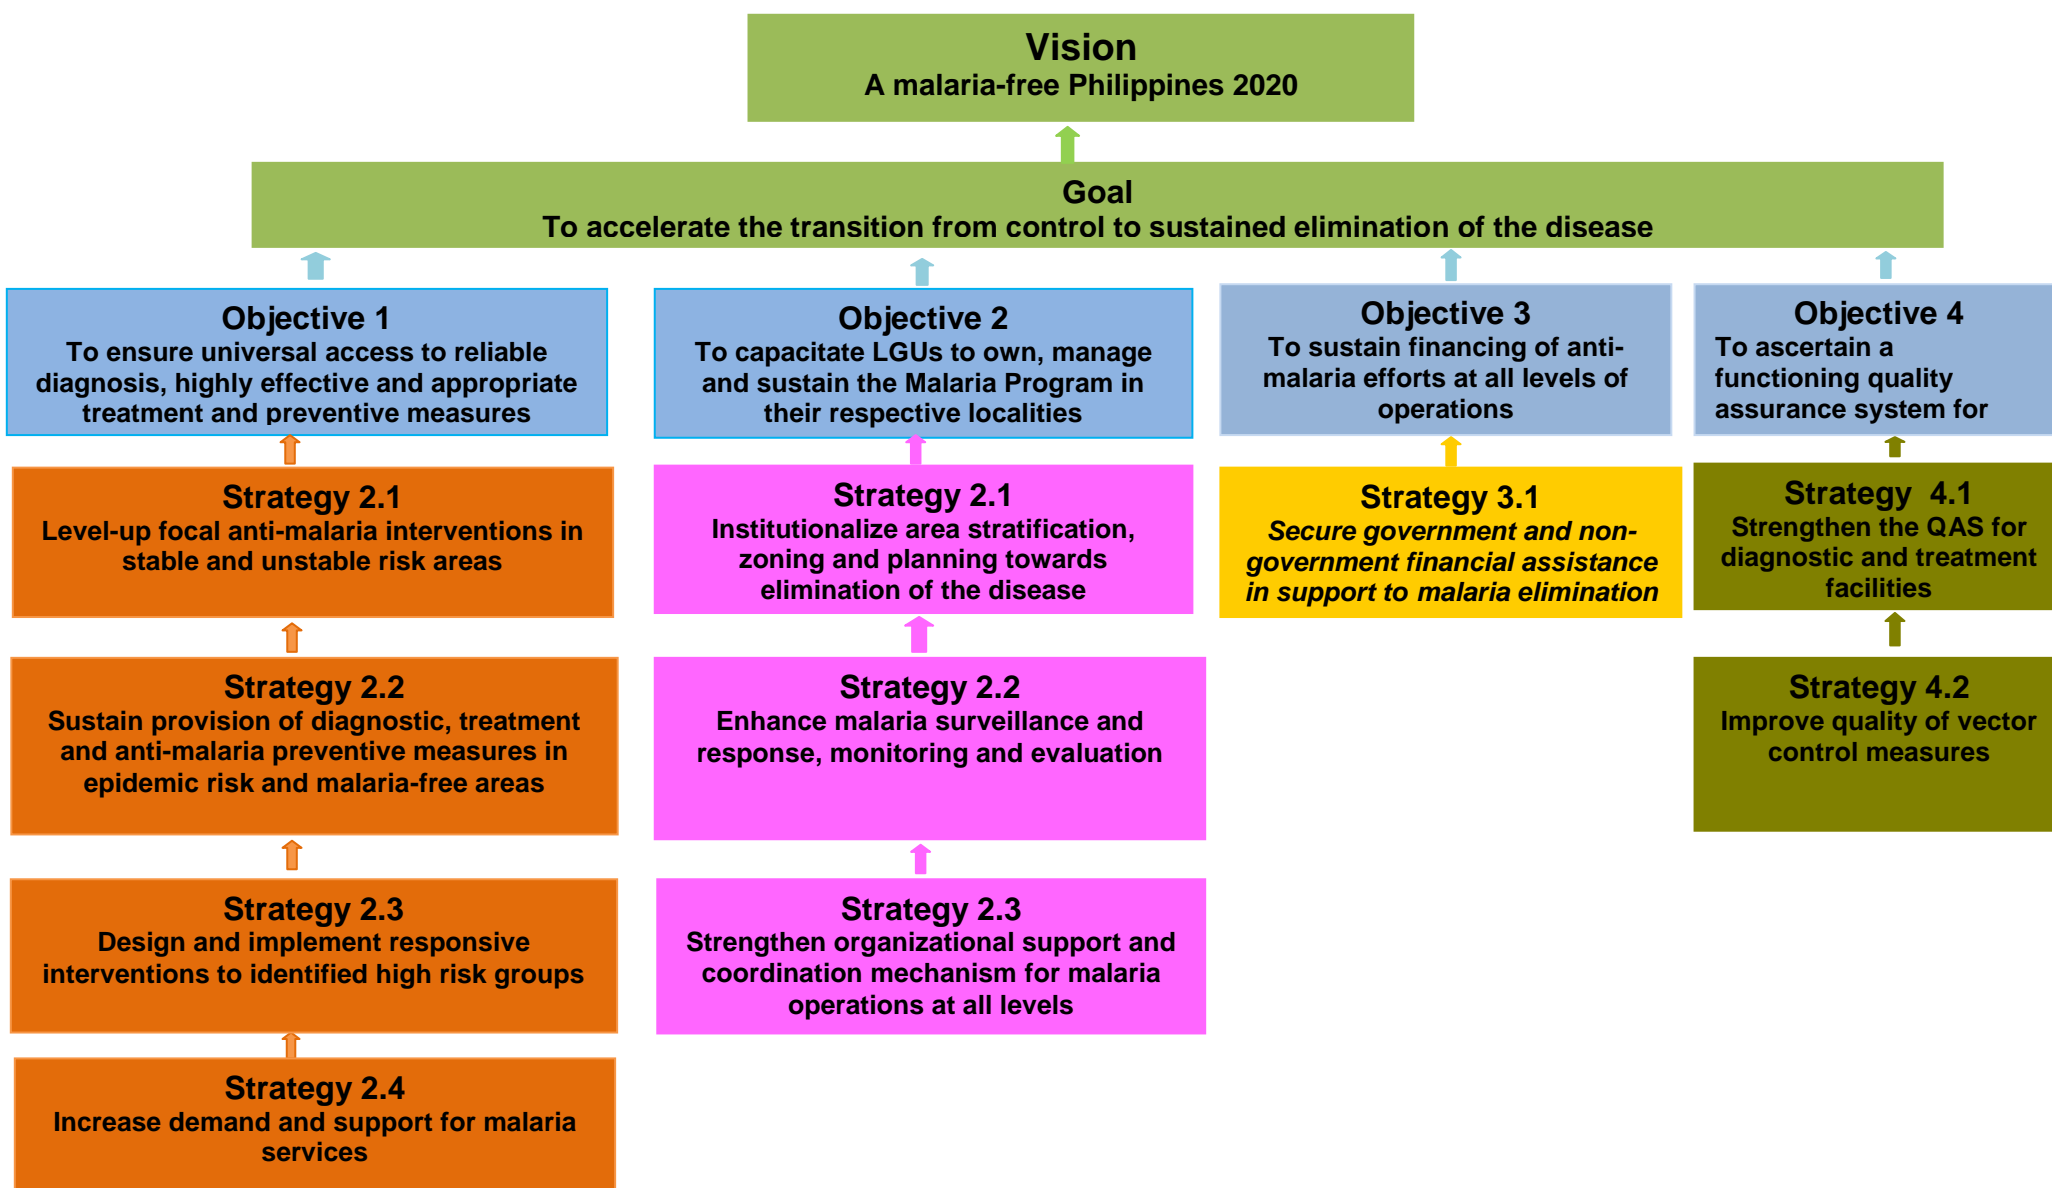 Vision
A malaria-free Philippines 2020
Goal
To accelerate the transition from control to sustained elimination of the disease
Objective 1
To ensure universal access to reliable
diagnosis, highly effective and appropriate
treatment and preventive measures
Strategy 2.1
Level-up focal anti-malaria interventions in
stable and unstable risk areas
Strategy 2.2
Sustain provision of diagnostic, treatment
and anti-malaria preventive measures in
epidemic risk and malaria-free areas
Strategy 2.3
Design and implement responsive
interventions to identified high risk groups
Strategy 2.4
Increase demand and support for malaria
services
Objective 2
To capacitate LGUs to own, manage
and sustain the Malaria Program in
their respective localities
Strategy 2.1
Institutionalize area stratification,
zoning and planning towards
elimination of the disease
Strategy 2.2
Enhance malaria surveillance and
response, monitoring and evaluation
Strategy 2.3
Strengthen organizational support and
coordination mechanism for malaria
operations at all levels
Objective 3
To sustain financing of anti-
malaria efforts at all levels of
operations
Strategy 3.1
Secure government and non-
government financial assistance
in support to malaria elimination
Objective 4
To ascertain a
functioning quality
assurance system for
Strategy 4.1
Strengthen the QAS for
diagnostic and treatment
facilities
Strategy 4.2
Improve quality of vector
control measures